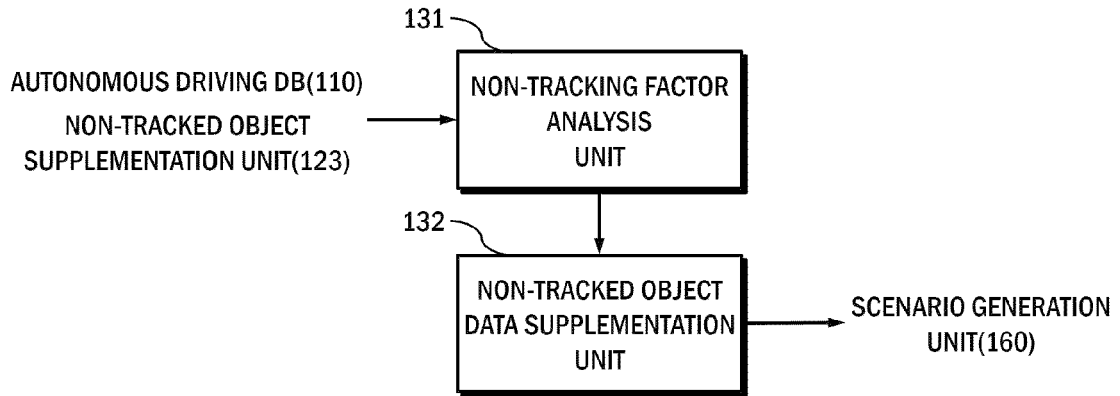 131
AUTONOMOUS DRIVING DB(110)
NON-TRACKED OBJECT
SUPPLEMENTATION UNIT(123)
NON-TRACKING FACTOR
ANALYSIS
UNIT
132
NON-TRACKED OBJECT
DATA SUPPLEMENTATION
UNIT
SCENARIO GENERATION
UNIT(160)